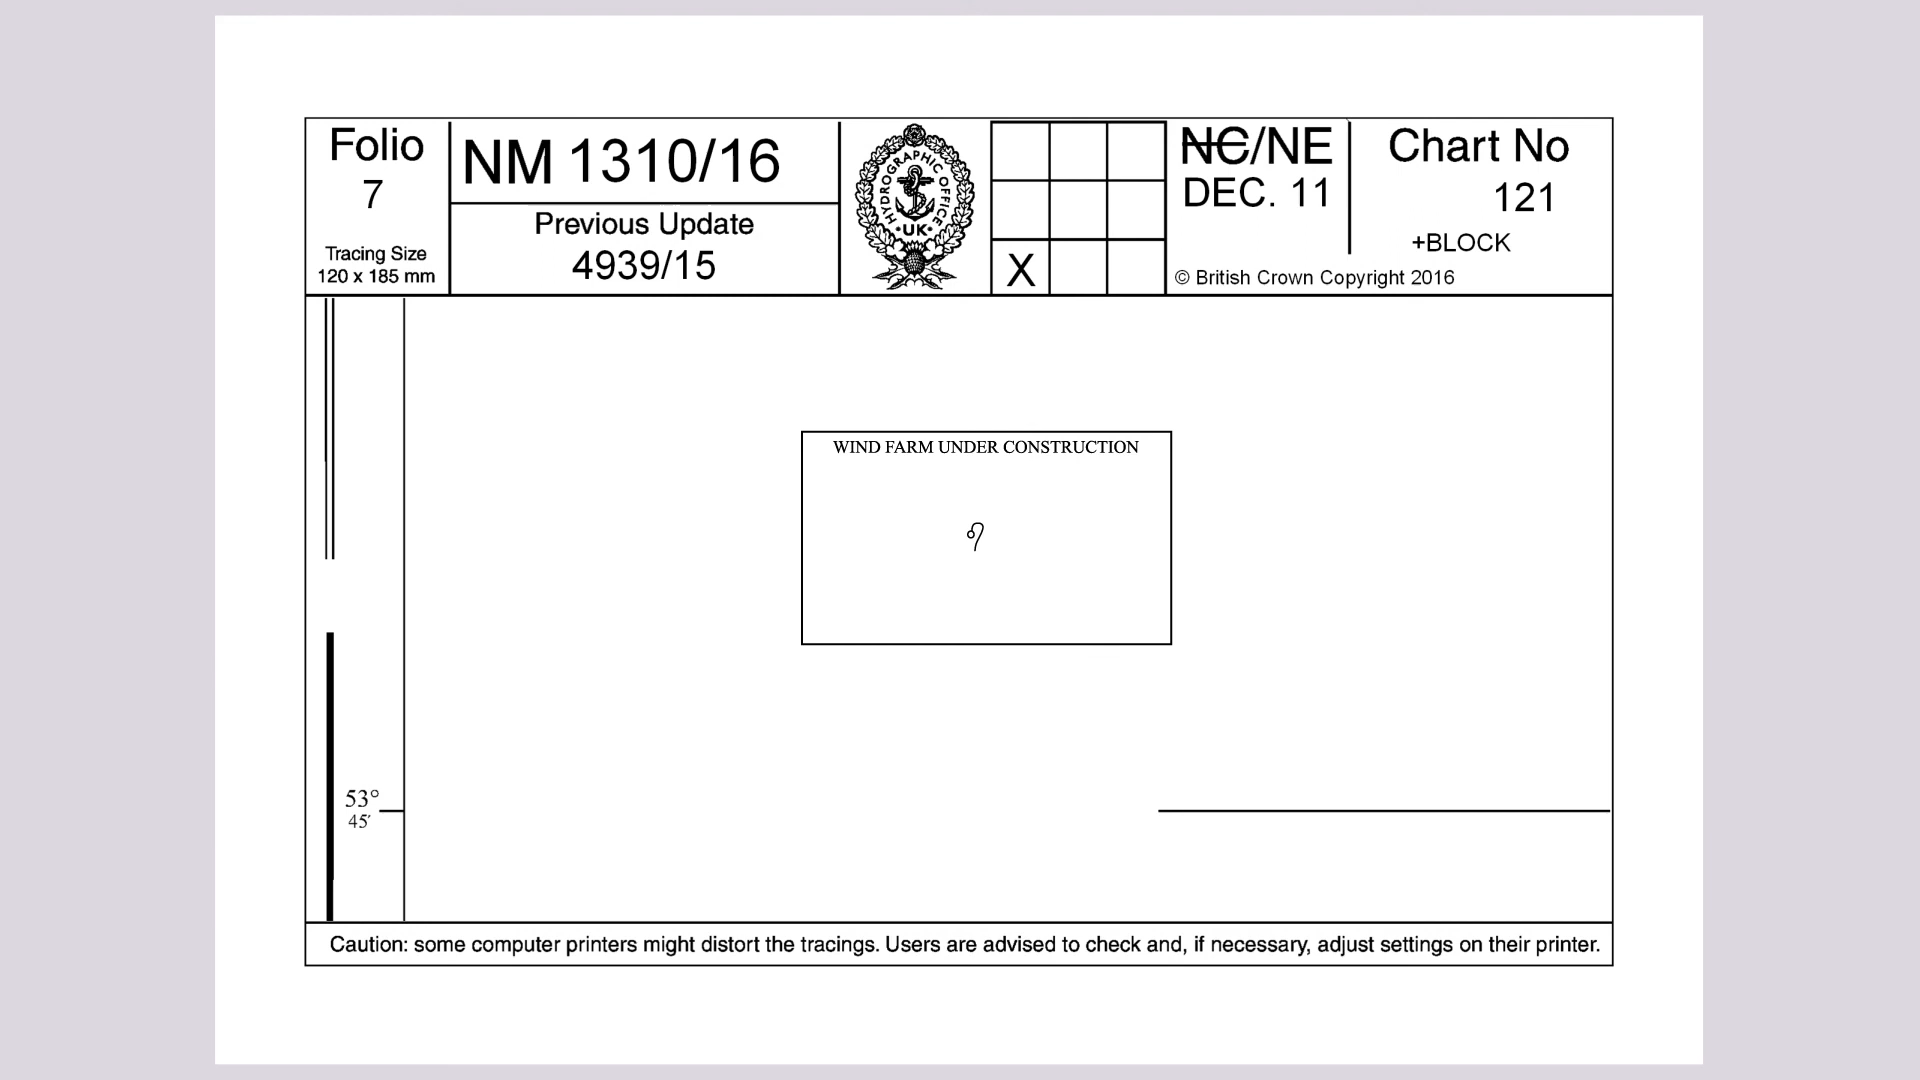 Folio
7
Tracing Size
120 x 185 mm
NM 1310/16
Previous Update
4939/15
HYDROGRAPHIC OFFICE
·UK·
X
NC/NE
DEC. 11
Chart No
121
+BLOCK
© British Crown Copyright 2016
WIND FARM UNDER CONSTRUCTION
53°
45′
Caution: some computer printers might distort the tracings. Users are advised to check and, if necessary, adjust settings on their printer.